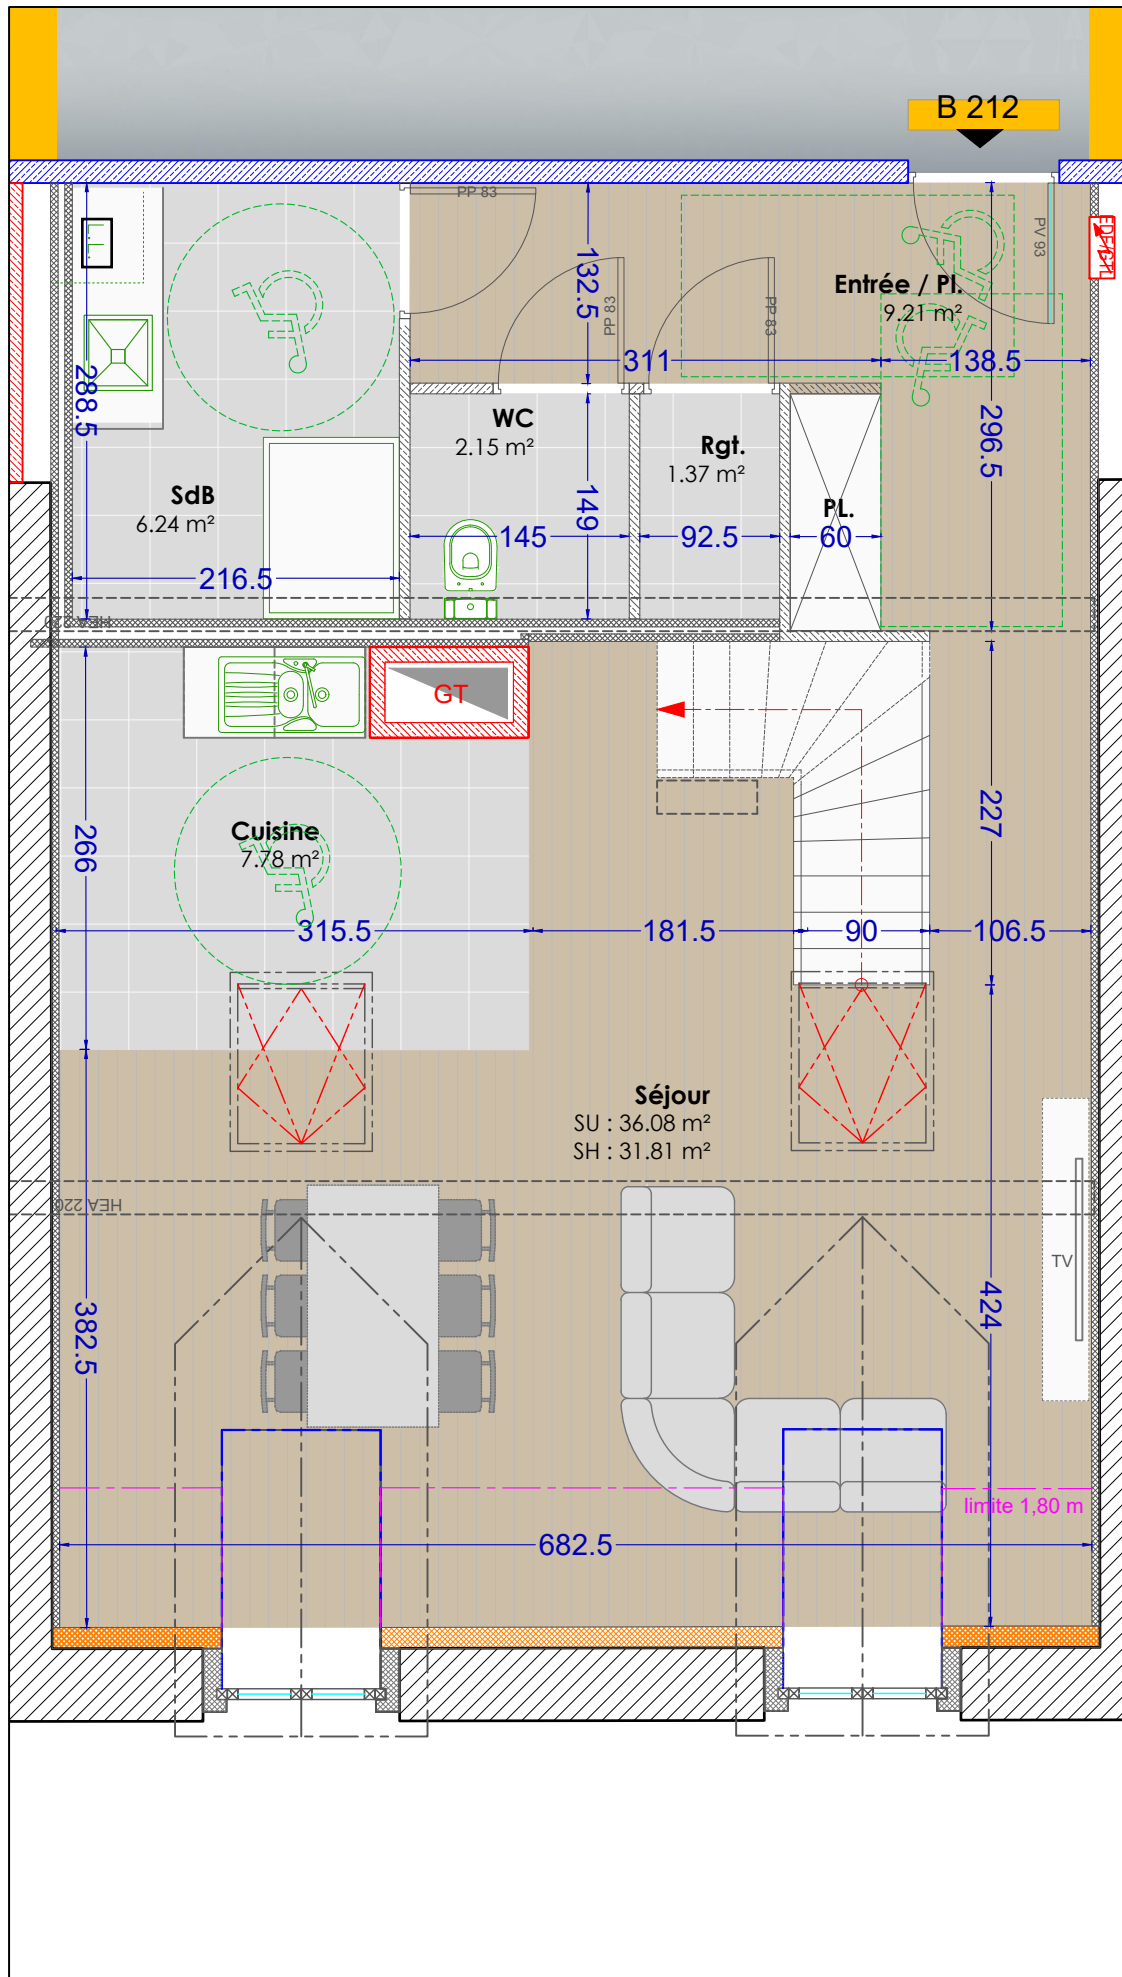 B 212
PP 83
PV 93
EDF/GTL
L.L.
132.5
PP 83
PP 83
Entrée / Pl.
9.21 m²
311
138.5
288.5
WC
2.15 m²
Rgt.
1.37 m²
296.5
SdB
6.24 m²
149
PL.
145
92.5
60
216.5
HEA 220
GT
Cuisine
7.78 m²
266
227
315.5
181.5
90
106.5
Séjour
SU : 36.08 m²
SH : 31.81 m²
HEA 220
TV
382.5
424
limite 1,80 m
682.5